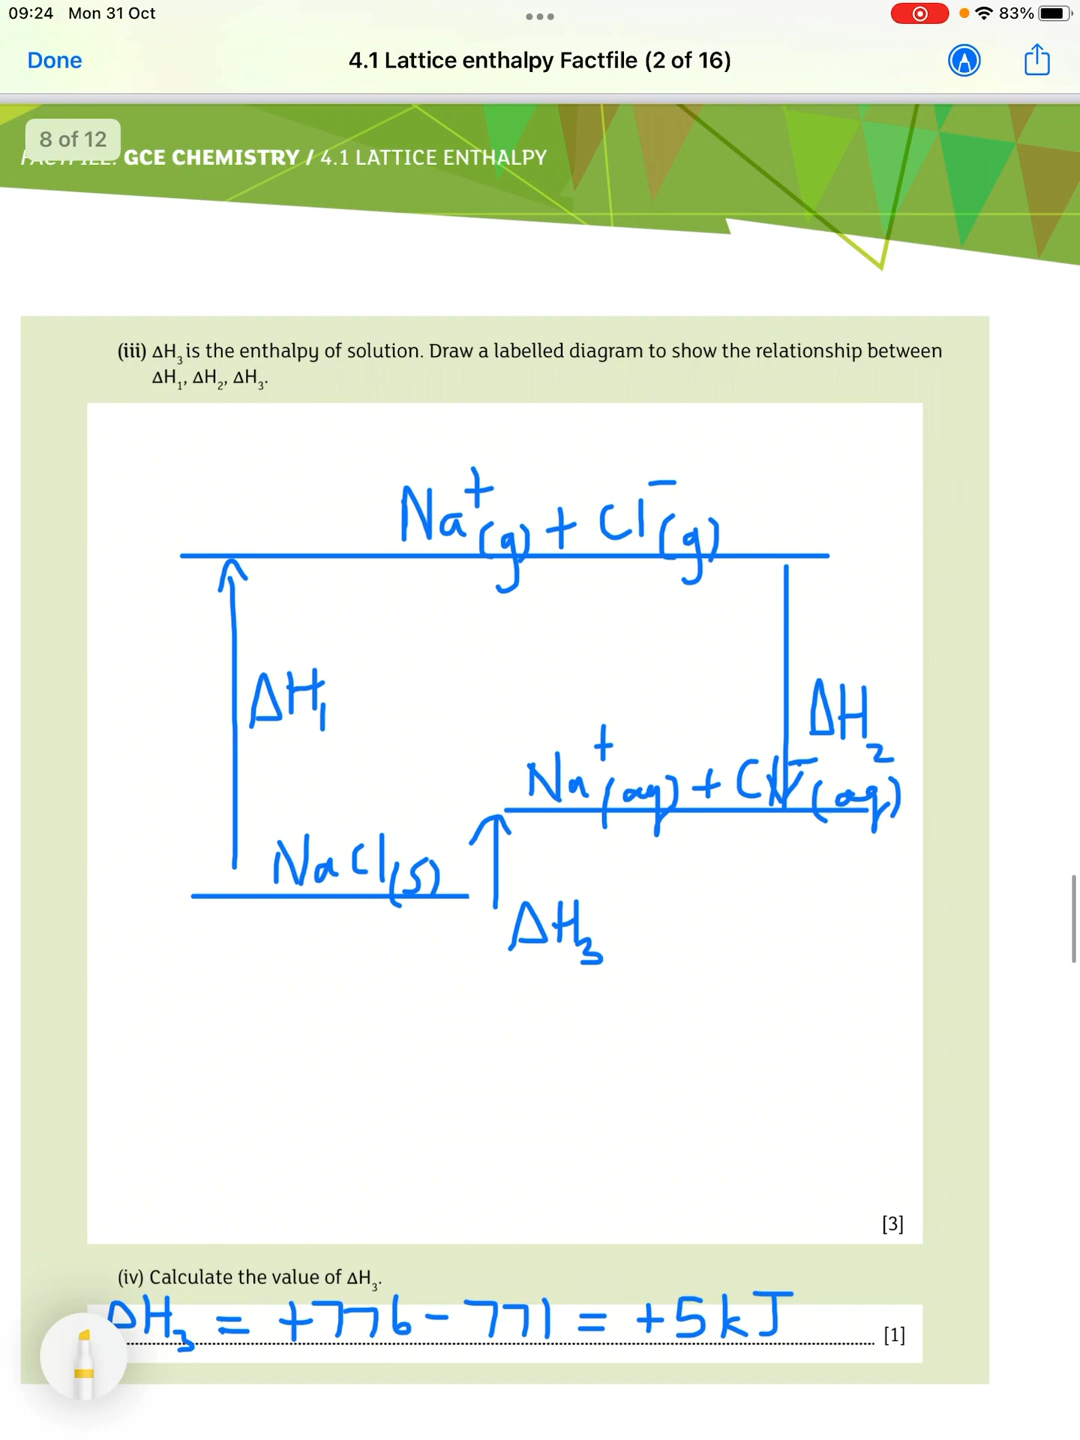 09:24 Mon 31 Oct
83%
Done
4.1 Lattice enthalpy Factfile (2 of 16)
8 of 12
FACTFILE: GCE CHEMISTRY / 4.1 LATTICE ENTHALPY
(iii) ΔH₃ is the enthalpy of solution. Draw a labelled diagram to show the relationship between
ΔH₁, ΔH₂, ΔH₃.
Na⁺(g) + Cl⁻(g)
ΔH₁
ΔH₂
Na⁺(aq) + Cl⁻(aq)
NaCl(s)
ΔH₃
[3]
(iv) Calculate the value of ΔH₃.
ΔH₃ = +776 - 771 = +5kJ
[1]